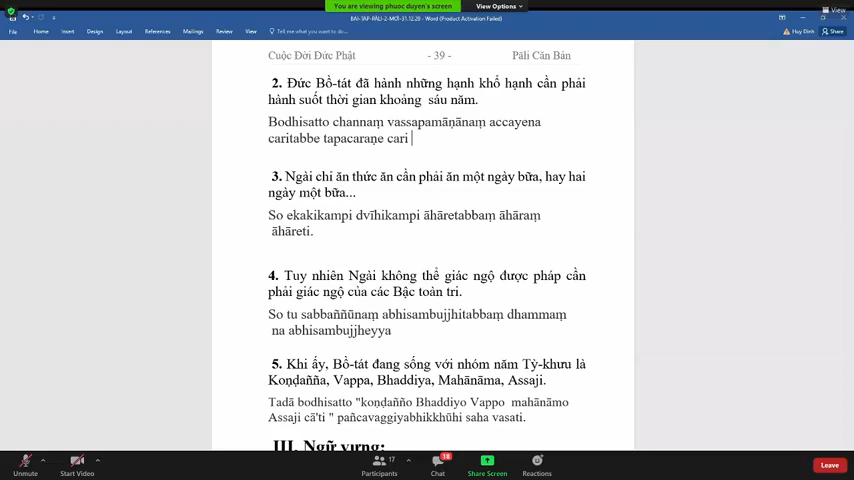 You are viewing phuoc duyen's screen
View Options
View
BAI-TAP-PĀLI-2-MỚI-31.12.20 - Word (Product Activation Failed)
File Home Insert Design Layout References Mailings Review View Tell me what you want to do... Huy Dinh Share
Cuộc Đời Đức Phật - 39 - Pāli Căn Bản
2. Đức Bồ-tát đã hành những hạnh khổ hạnh cần phải
hành suốt thời gian khoảng sáu năm.
Bodhisatto channaṃ vassapamāṇānaṃ accayena
caritabbe tapacaraṇe cari
3. Ngài chỉ ăn thức ăn cần phải ăn một ngày bữa, hay hai
ngày một bữa...
So ekakikampi dvīhikampi āhāretabbaṃ āhāraṃ
āhāreti.
4. Tuy nhiên Ngài không thể giác ngộ được pháp cần
phải giác ngộ của các Bậc toàn tri.
So tu sabbaññūnaṃ abhisambujjhitabbaṃ dhammaṃ
na abhisambujjheyya
5. Khi ấy, Bồ-tát đang sống với nhóm năm Tỳ-khưu là
Koṇḍañña, Vappa, Bhaddiya, Mahānāma, Assaji.
Tadā bodhisatto "koṇḍañño Bhaddiyo Vappo mahānāmo
Assaji cā'ti " pañcavaggiyabhikkhūhi saha vasati.
III. Ngữ vựng:
Unmute Start Video Participants 17 Chat 18 Share Screen Reactions Leave